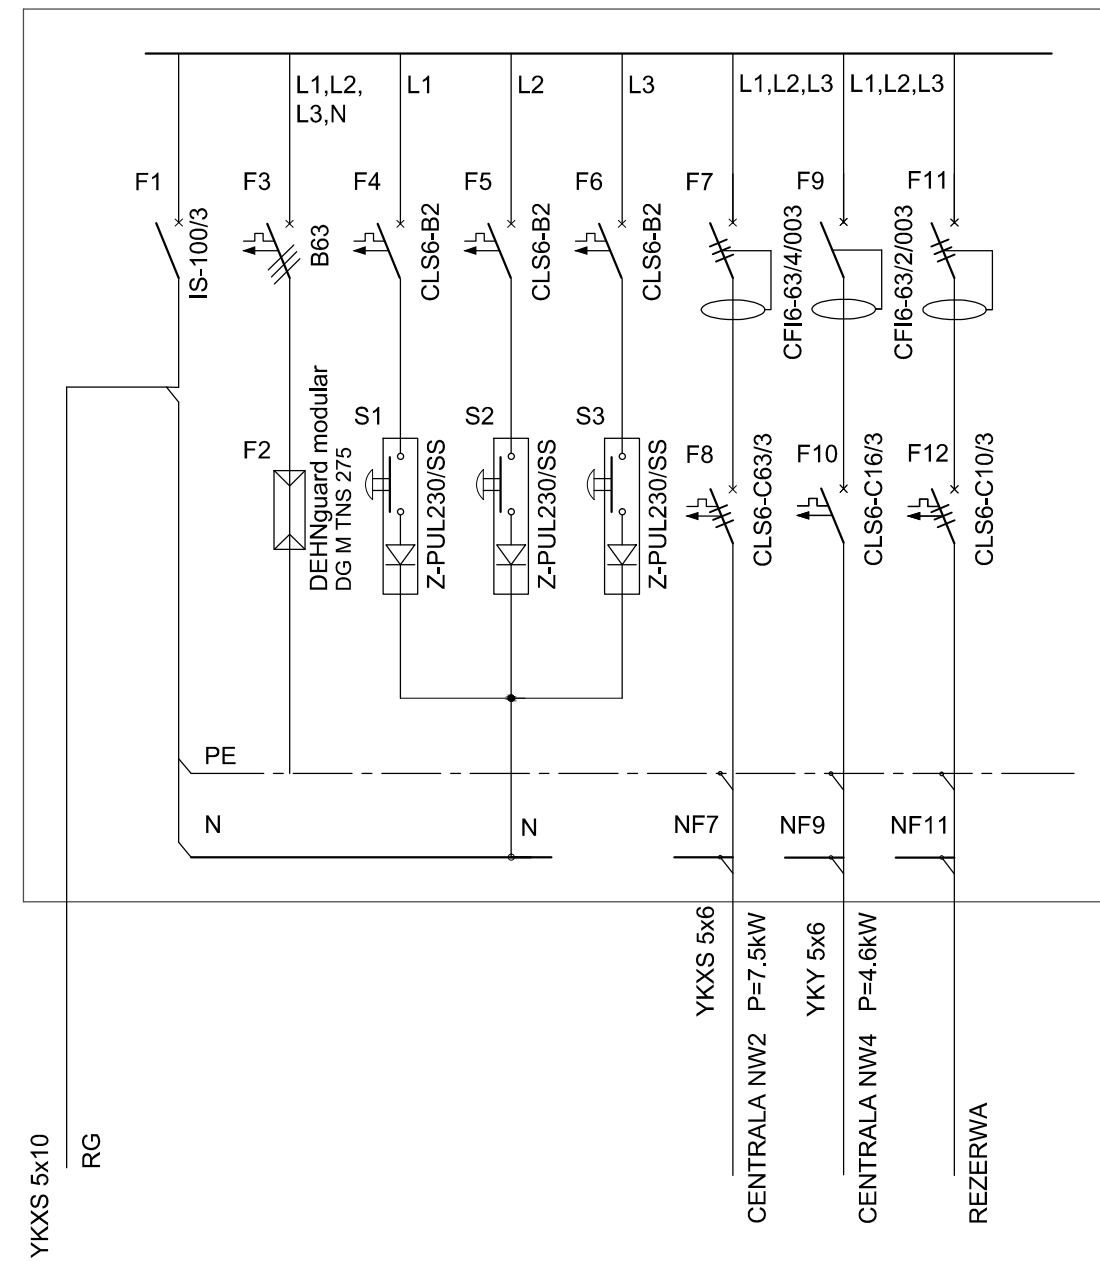 L1,L2,
L3,N
L1
L2
L3
L1,L2,L3
L1,L2,L3
F1
F3
F4
F5
F6
F7
F9
F11
IS-100/3
B63
CLS6-B2
CLS6-B2
CLS6-B2
CFI6-63/4/003
CFI6-63/2/003
F2
S1
S2
S3
F8
F10
F12
DEHNguard modular
DG M TNS 275
Z-PUL230/SS
Z-PUL230/SS
Z-PUL230/SS
CLS6-C63/3
CLS6-C16/3
CLS6-C10/3
PE
N
N
NF7
NF9
NF11
YKXS 5x10
RG
YKXS 5x6
CENTRALA NW2 P=7.5kW
YKY 5x6
CENTRALA NW4 P=4.6kW
REZERWA